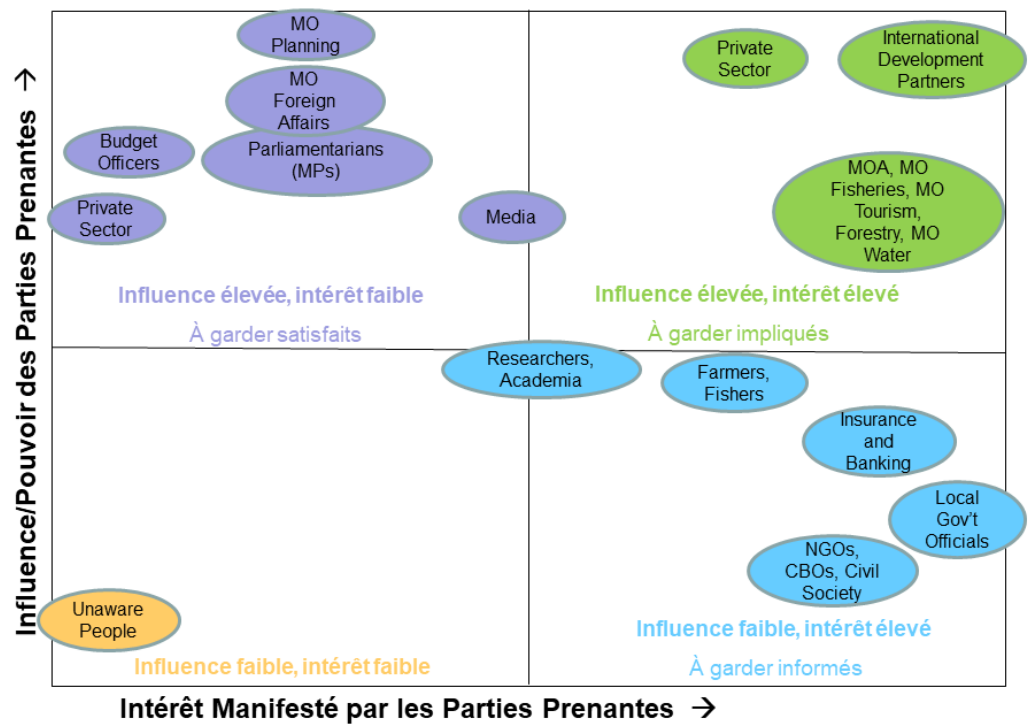 Influence/Pouvoir des Parties Prenantes →
MO
Planning
MO
Foreign
Affairs
Budget
Officers
Parliamentarians
(MPs)
Private
Sector
Media
Influence élevée, intérêt faible
À garder satisfaits
Private
Sector
International
Development
Partners
MOA, MO
Fisheries, MO
Tourism,
Forestry, MO
Water
Influence élevée, intérêt élevé
À garder impliqués
Researchers,
Academia
Farmers,
Fishers
Insurance
and
Banking
Local
Gov't
Officials
NGOs,
CBOs, Civil
Society
Influence faible, intérêt élevé
À garder informés
Unaware
People
Influence faible, intérêt faible
Intérêt Manifesté par les Parties Prenantes →